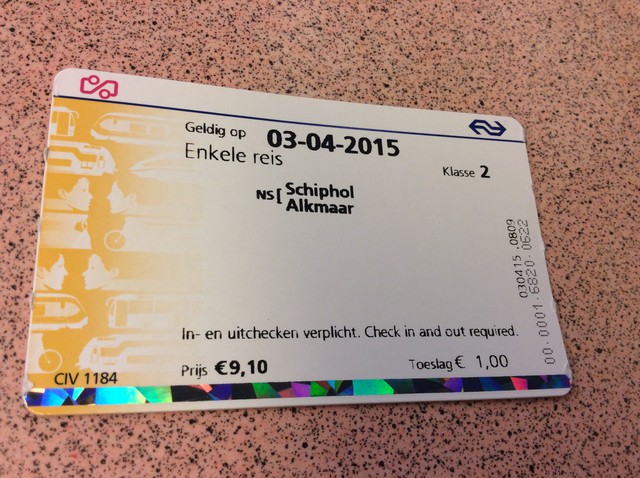 Geldig op 03-04-2015
Enkele reis
Klasse 2
NS[ Schiphol
Alkmaar
030415 0809
00.0001.6820.0622
In- en uitchecken verplicht. Check in and out required.
Prijs €9,10
Toeslag € 1,00
CIV 1184